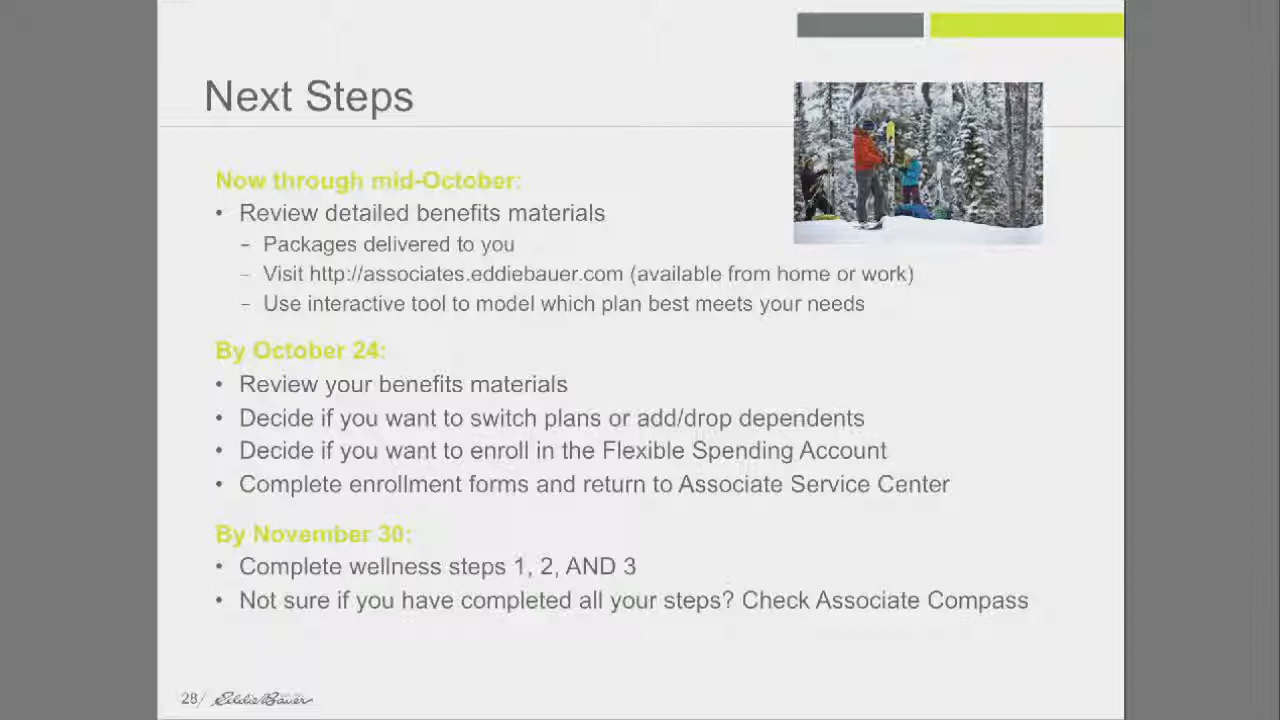 Next Steps
Now through mid-October:
• Review detailed benefits materials
– Packages delivered to you
– Visit http://associates.eddiebauer.com (available from home or work)
– Use interactive tool to model which plan best meets your needs
By October 24:
• Review your benefits materials
• Decide if you want to switch plans or add/drop dependents
• Decide if you want to enroll in the Flexible Spending Account
• Complete enrollment forms and return to Associate Service Center
By November 30:
• Complete wellness steps 1, 2, AND 3
• Not sure if you have completed all your steps? Check Associate Compass
28/ Eddie Bauer